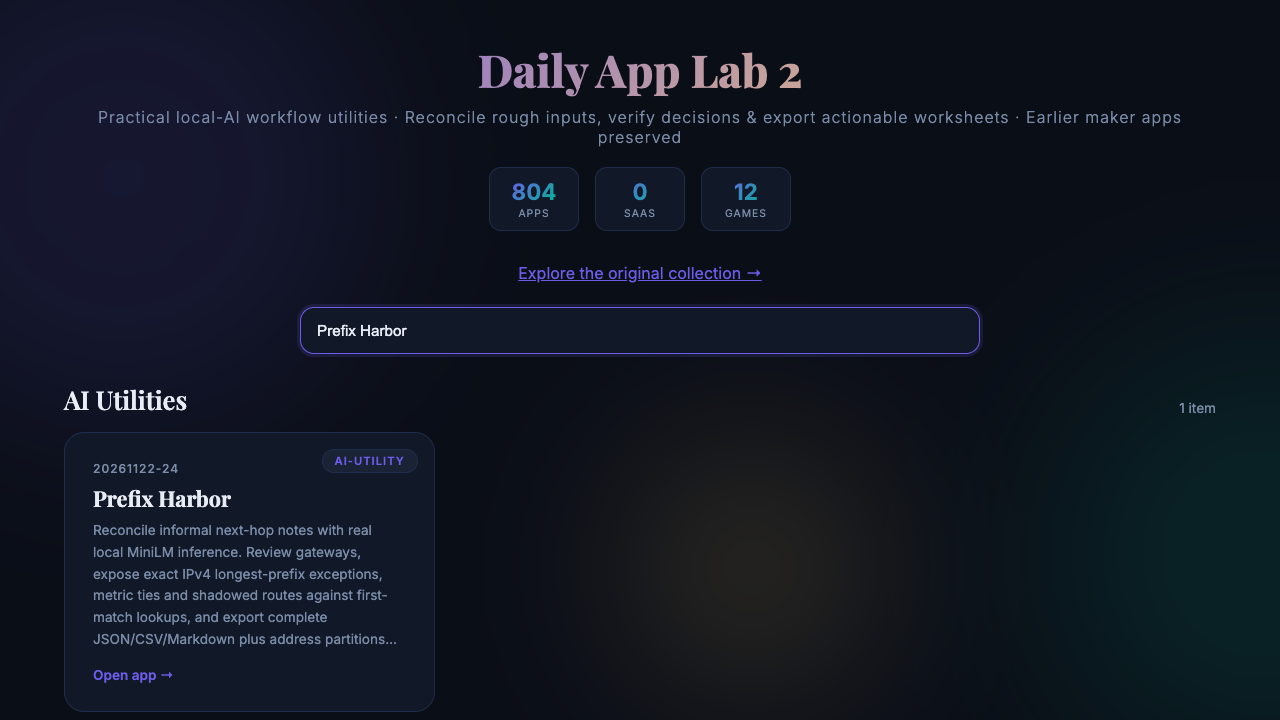 Daily App Lab 2
Practical local-AI workflow utilities · Reconcile rough inputs, verify decisions & export actionable worksheets · Earlier maker apps
preserved
804
APPS
0
SAAS
12
GAMES
Explore the original collection →
Prefix Harbor
AI Utilities
1 item
20261122-24
AI-UTILITY
Prefix Harbor
Reconcile informal next-hop notes with real
local MiniLM inference. Review gateways,
expose exact IPv4 longest-prefix exceptions,
metric ties and shadowed routes against first-
match lookups, and export complete
JSON/CSV/Markdown plus address partitions...
Open app →